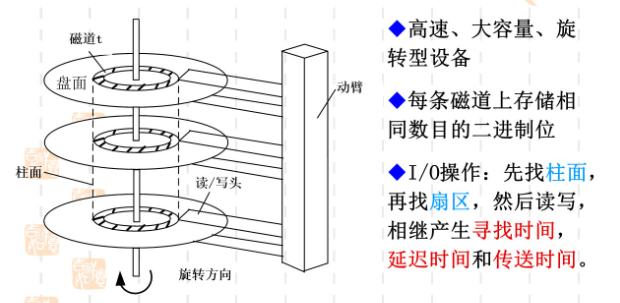 磁道t
盘面
动臂
柱面
读/写头
旋转方向
◆高速、大容量、旋
转型设备
◆每条磁道上存储相
同数目的二进制位
◆I/O操作：先找柱面，
再找扇区，然后读写，
相继产生寻找时间，
延迟时间和传送时间。